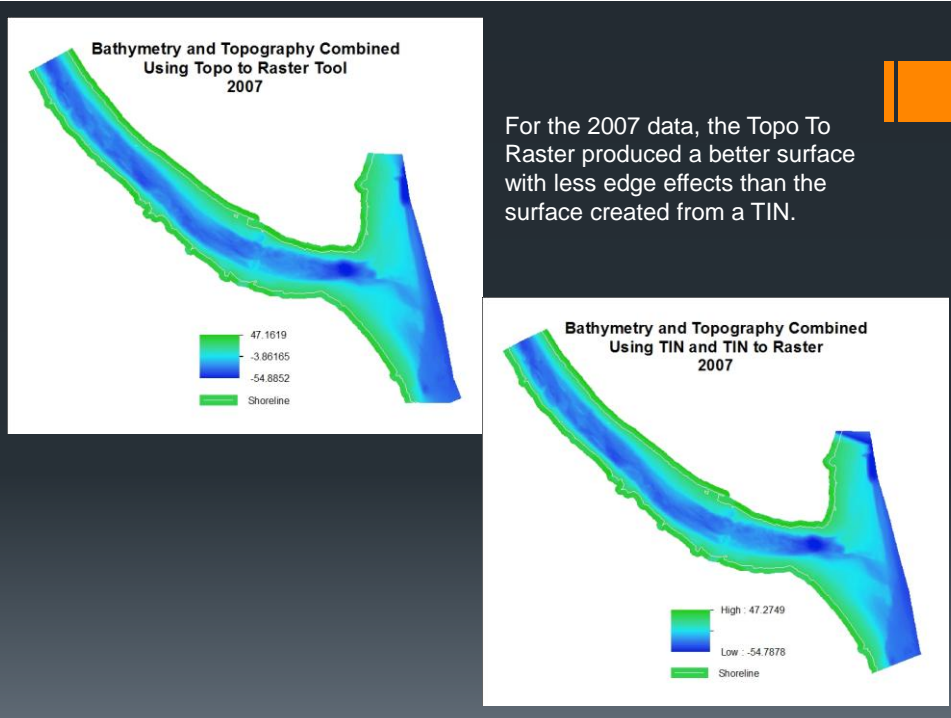 Bathymetry and Topography Combined
Using Topo to Raster Tool
2007
47.1619
-3.86165
-54.8852
Shoreline
For the 2007 data, the Topo To
Raster produced a better surface
with less edge effects than the
surface created from a TIN.
Bathymetry and Topography Combined
Using TIN and TIN to Raster
2007
High : 47.2749
Low : -54.7878
Shoreline